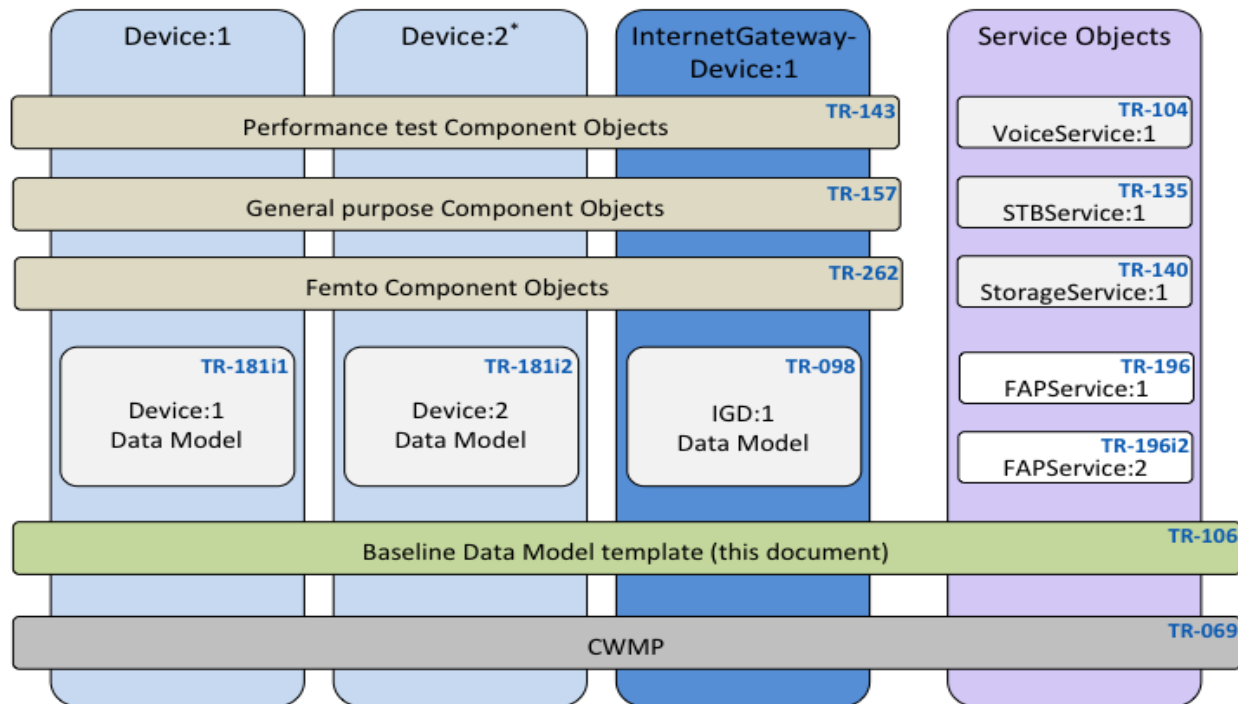 Device:1
Device:2*
InternetGateway-
Device:1
Service Objects
TR-143
Performance test Component Objects
TR-104
VoiceService:1
TR-157
General purpose Component Objects
TR-135
STBService:1
TR-262
Femto Component Objects
TR-140
StorageService:1
TR-181i1
Device:1
Data Model
TR-181i2
Device:2
Data Model
TR-098
IGD:1
Data Model
TR-196
FAPService:1
TR-196i2
FAPService:2
TR-106
Baseline Data Model template (this document)
TR-069
CWMP